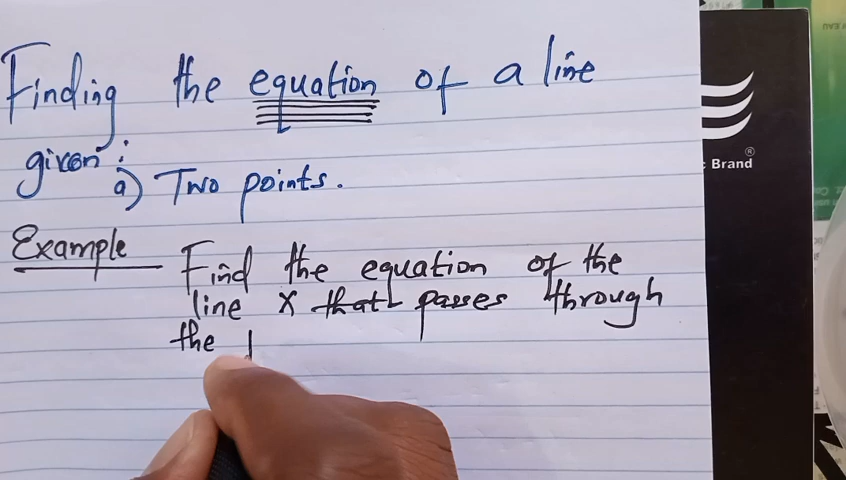 Finding the equation of a line
given:
a) Two points.
Example Find the equation of the
line x that passes through
the
® Brand